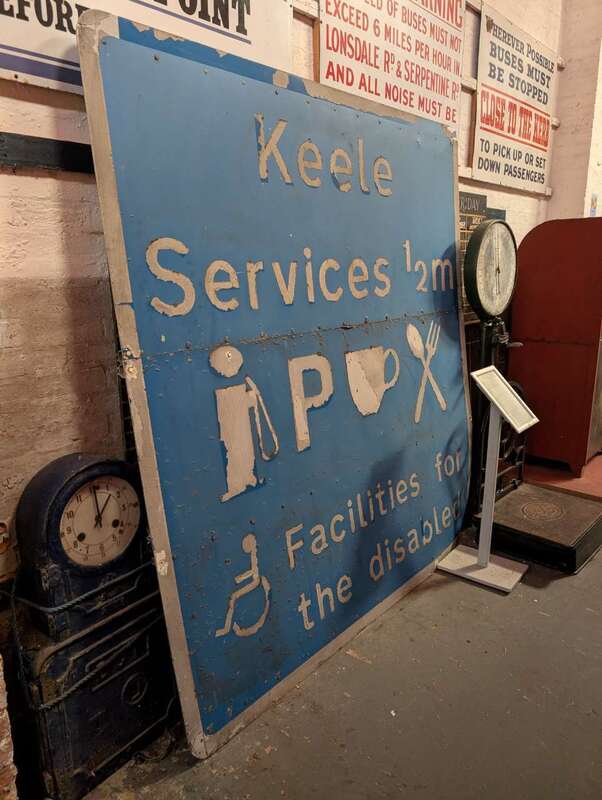 POINT
EXCEED 6 MILES PER HOUR IN
LONSDALE RD & SERPENTINE RD
AND ALL NOISE MUST BE
WHEREVER POSSIBLE
BUSES MUST
BE STOPPED
CLOSE TO THE KERB
TO PICK UP OR SET
DOWN PASSENGERS
Keele
Services ½m
P
Facilities for
the disabled